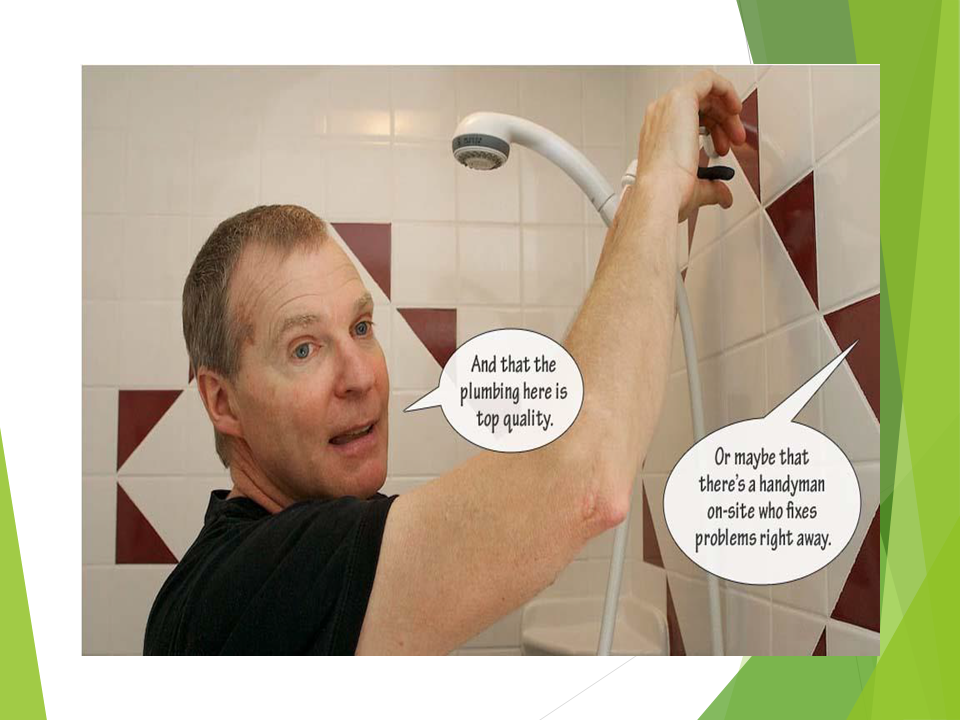 And that the
plumbing here is
top quality.
Or maybe that
there's a handyman
on-site who fixes
problems right away.